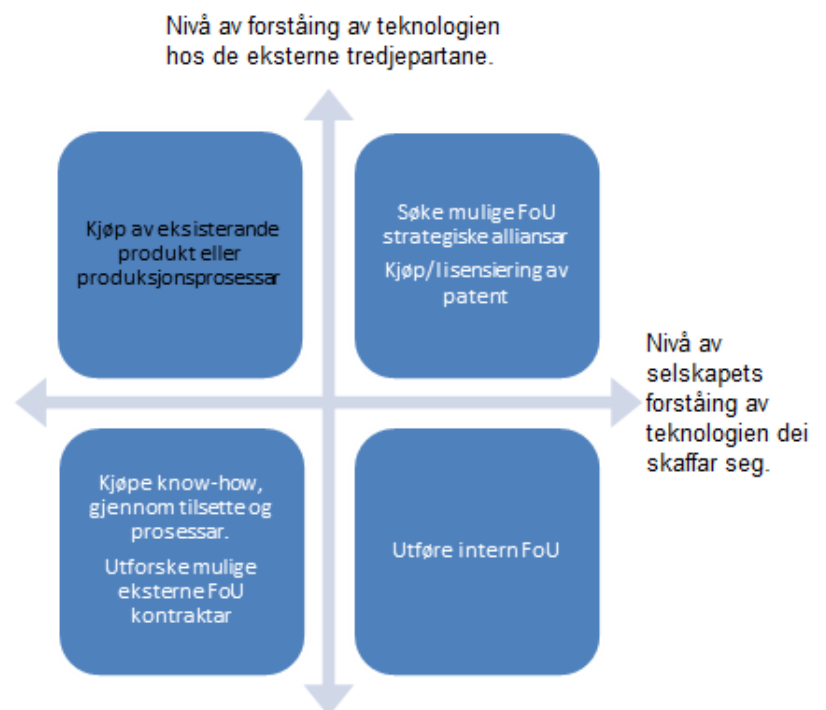 Nivå av forståing av teknologien
hos de eksterne tredjepartane.
Kjøp av eksisterande
produkt eller
produksjonsprosessar
Søke mulige FoU
strategiske alliansar
Kjøp/lisensiering av
patent
Nivå av
selskapets
forståing av
teknologien dei
skaffar seg.
Kjøpe know-how,
gjennom tilsette og
prosessar.
Utforske mulige
eksterne FoU
kontraktar
Utføre intern FoU